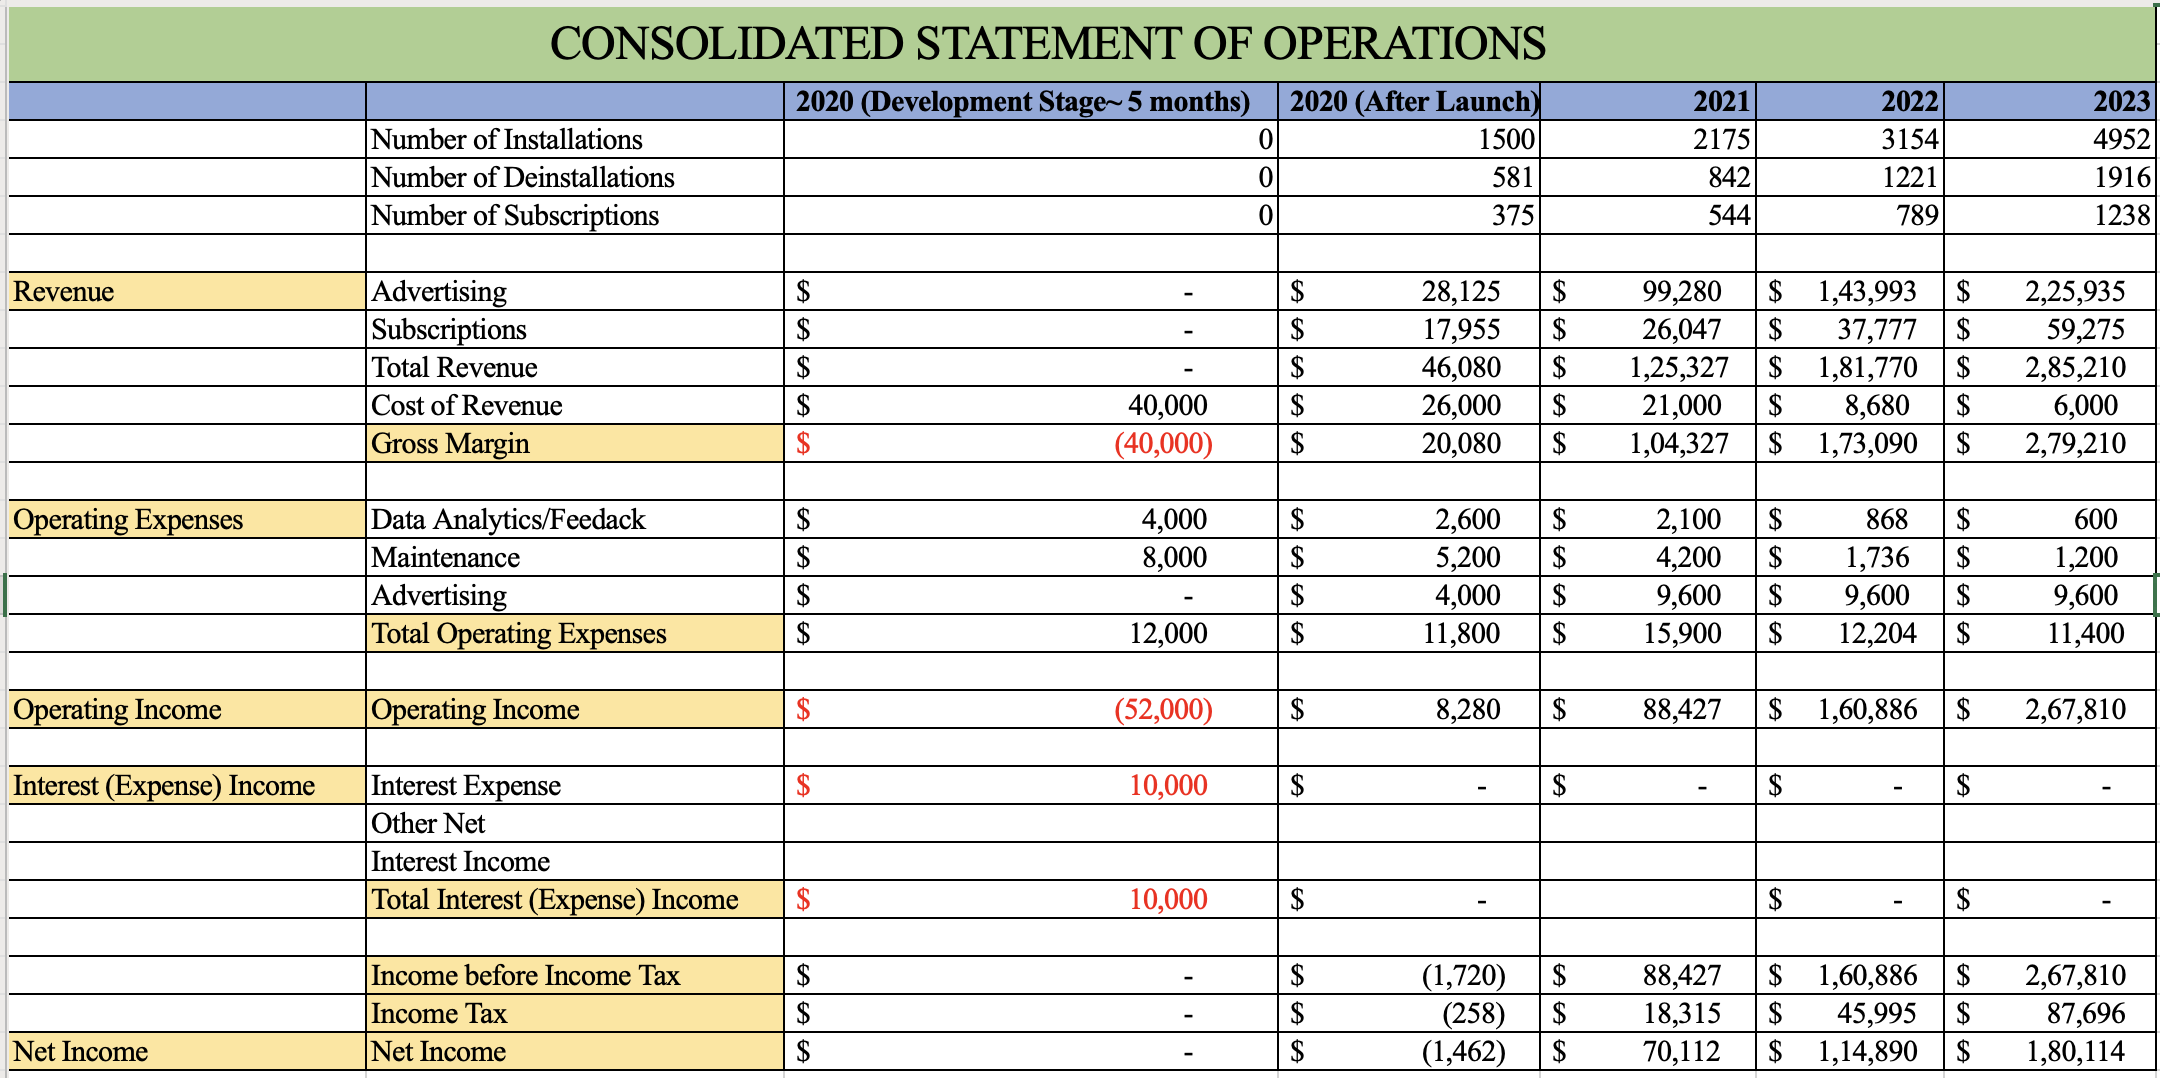 CONSOLIDATED STATEMENT OF OPERATIONS
2020 (Development Stage~ 5 months) 2020 (After Launch) 2021 2022 2023
Number of Installations 0 1500 2175 3154 4952
Number of Deinstallations 0 581 842 1221 1916
Number of Subscriptions 0 375 544 789 1238
Revenue Advertising $ - $ 28,125 $ 99,280 $ 1,43,993 $ 2,25,935
Subscriptions $ - $ 17,955 $ 26,047 $ 37,777 $ 59,275
Total Revenue $ - $ 46,080 $ 1,25,327 $ 1,81,770 $ 2,85,210
Cost of Revenue $ 40,000 $ 26,000 $ 21,000 $ 8,680 $ 6,000
Gross Margin $ (40,000) $ 20,080 $ 1,04,327 $ 1,73,090 $ 2,79,210
Operating Expenses Data Analytics/Feedack $ 4,000 $ 2,600 $ 2,100 $ 868 $ 600
Maintenance $ 8,000 $ 5,200 $ 4,200 $ 1,736 $ 1,200
Advertising $ - $ 4,000 $ 9,600 $ 9,600 $ 9,600
Total Operating Expenses $ 12,000 $ 11,800 $ 15,900 $ 12,204 $ 11,400
Operating Income Operating Income $ (52,000) $ 8,280 $ 88,427 $ 1,60,886 $ 2,67,810
Interest (Expense) Income Interest Expense $ 10,000 $ - $ - $ - $ -
Other Net
Interest Income
Total Interest (Expense) Income $ 10,000 $ - $ - $ -
Income before Income Tax $ - $ (1,720) $ 88,427 $ 1,60,886 $ 2,67,810
Income Tax $ - $ (258) $ 18,315 $ 45,995 $ 87,696
Net Income Net Income $ - $ (1,462) $ 70,112 $ 1,14,890 $ 1,80,114